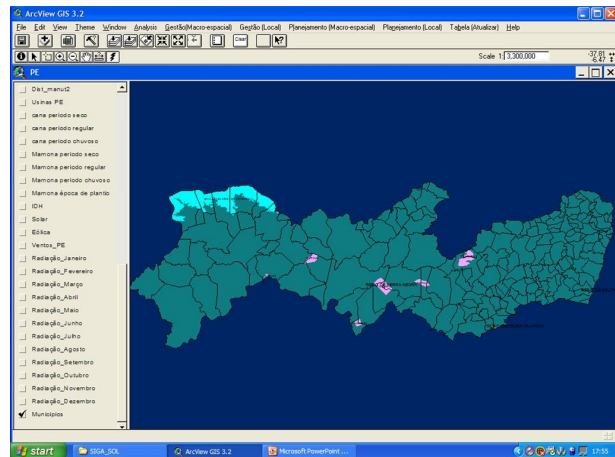 ArcView GIS 3.2
File Edit View Theme Window Analysis Gestão(Macro-espacial) Gestão (Local) Planejamento (Macro-espacial) Planejamento (Local) Tabela (Atualizar) Help
Scale 1: 3,300,000
-37.81
-6.47
PE
Dist_manut2
Usinas PE
cana periodo seco
cana periodo regular
cana periodo chuvoso
Mamona periodo seco
Mamona periodo regular
Mamona periodo chuvoso
Mamona época de plantio
IDH
Solar
Eólica
Ventos_PE
Radiação_Janeiro
Radiação_Fevereiro
Radiação_Março
Radiação_Abril
Radiação_Maio
Radiação_Junho
Radiação_Julho
Radiação_Agosto
Radiação_Setembro
Radiação_Outubro
Radiação_Novembro
Radiação_Dezembro
Municipios
start SIGA_SOL ArcView GIS 3.2 Microsoft PowerPoint ... 17:55